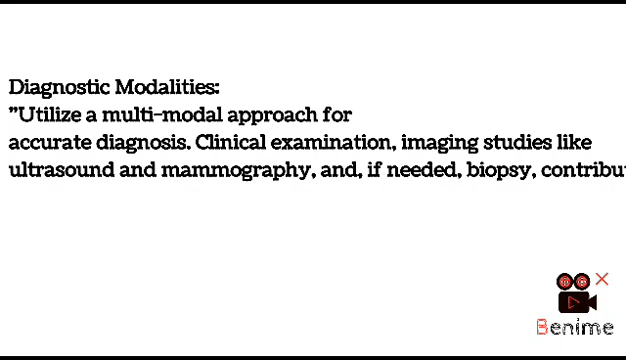 Diagnostic Modalities:
"Utilize a multi-modal approach for
accurate diagnosis. Clinical examination, imaging studies like
ultrasound and mammography, and, if needed, biopsy,
Benime